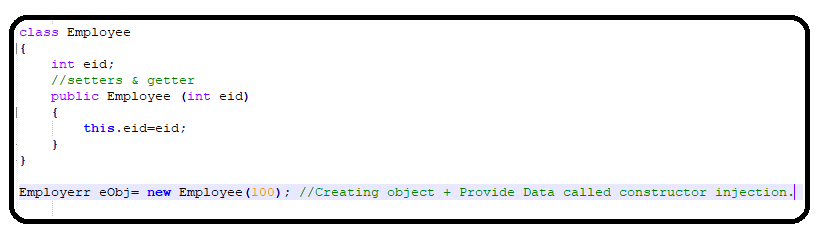 class Employee
{
int eid;
//setters & getter
public Employee (int eid)
{
this.eid=eid;
}
}
Employerr eObj= new Employee(100); //Creating object + Provide Data called constructor injection.